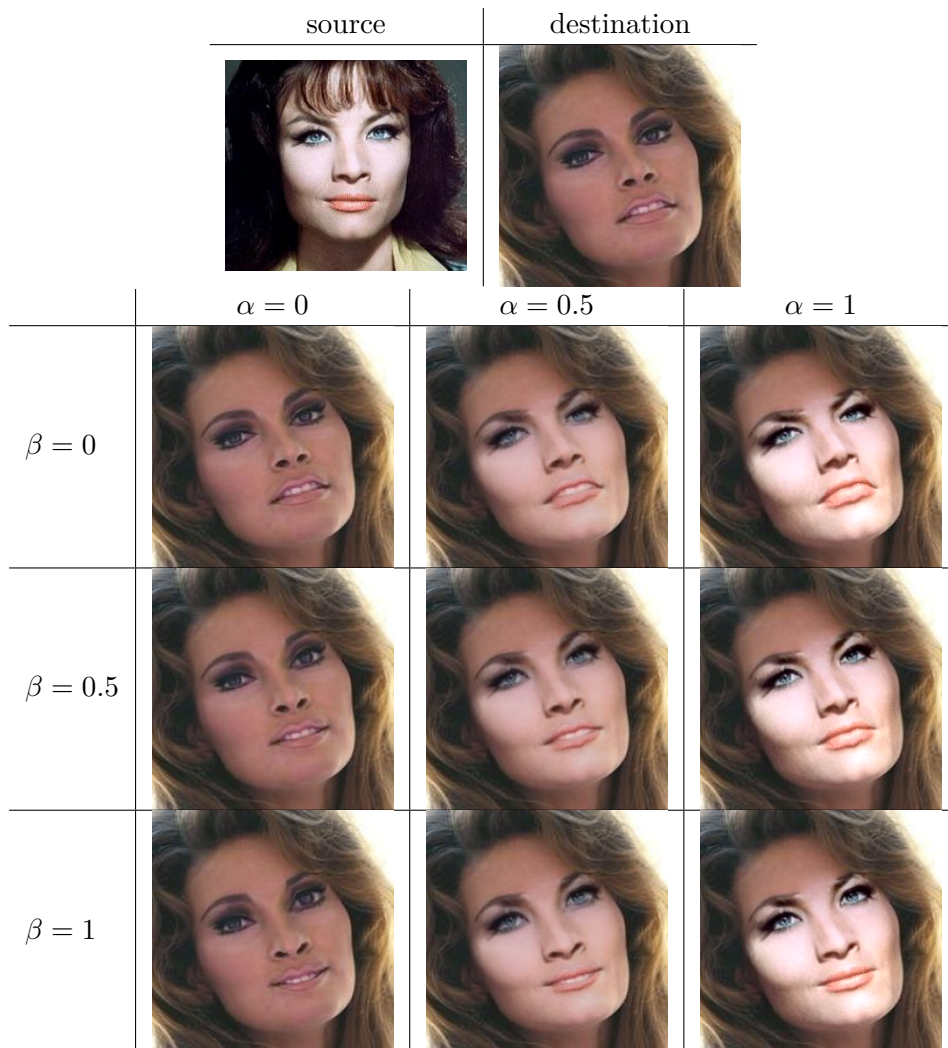 source destination
α = 0 α = 0.5 α = 1
β = 0
β = 0.5
β = 1